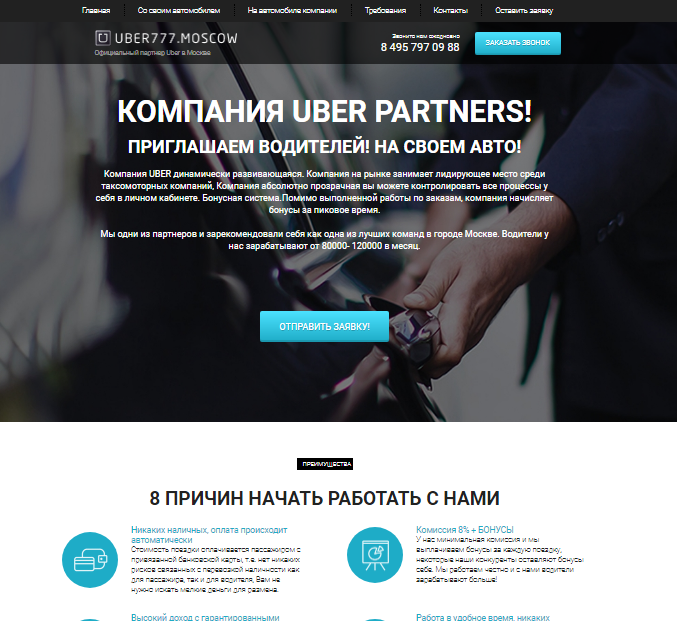 Главная
Со своим автомобилем
На автомобиле компании
Требования
Контакты
Оставить заявку
UBER777.MOSCOW
Официальный партнер Uber в Москве
Звоните нам ежедневно
8 495 797 09 88
ЗАКАЗАТЬ ЗВОНОК
КОМПАНИЯ UBER PARTNERS!
ПРИГЛАШАЕМ ВОДИТЕЛЕЙ! НА СВОЕМ АВТО!
Компания UBER динамически развивающаяся. Компания на рынке занимает лидирующее место среди
таксомоторных компаний, Компания абсолютно прозрачная вы можете контролировать все процессы у
себя в личном кабинете. Бонусная система.Помимо выполненной работы по заказам, компания начисляет
бонусы за пиковое время.
Мы одни из партнеров и зарекомендовали себя как одна из лучших команд в городе Москве. Водители у
нас зарабатывают от 80000- 120000 в месяц.
ОТПРАВИТЬ ЗАЯВКУ!
ПРЕИМУЩЕСТВА
8 ПРИЧИН НАЧАТЬ РАБОТАТЬ С НАМИ
Никаких наличных, оплата происходит
автоматически
Стоимость поездки оплачивается пассажиром с
привязанной банковской карты, т.е. нет никаких
рисков связанных с перевозкой наличности как
для пассажира, так и для водителя, Вам не
нужно искать мелкие деньги для размена.
Комиссия 8% + БОНУСЫ
У нас минимальная комиссия и мы
выплачиваем бонусы за каждую поездку,
некоторые наши конкуренты оставляют бонусы
себе. Мы работаем честно и с нами водители
зарабатывают больше!
Высокий доход с гарантированными
Работа в удобное время, никаких